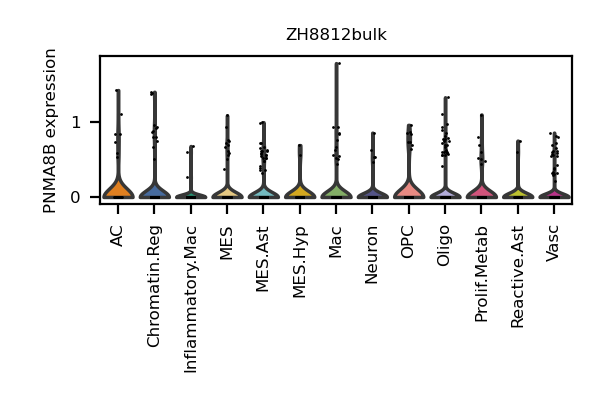 ZH8812bulk
PNMA8B expression
1
0
AC
Chromatin.Reg
Inflammatory.Mac
MES
MES.Ast
MES.Hyp
Mac
Neuron
OPC
Oligo
Prolif.Metab
Reactive.Ast
Vasc